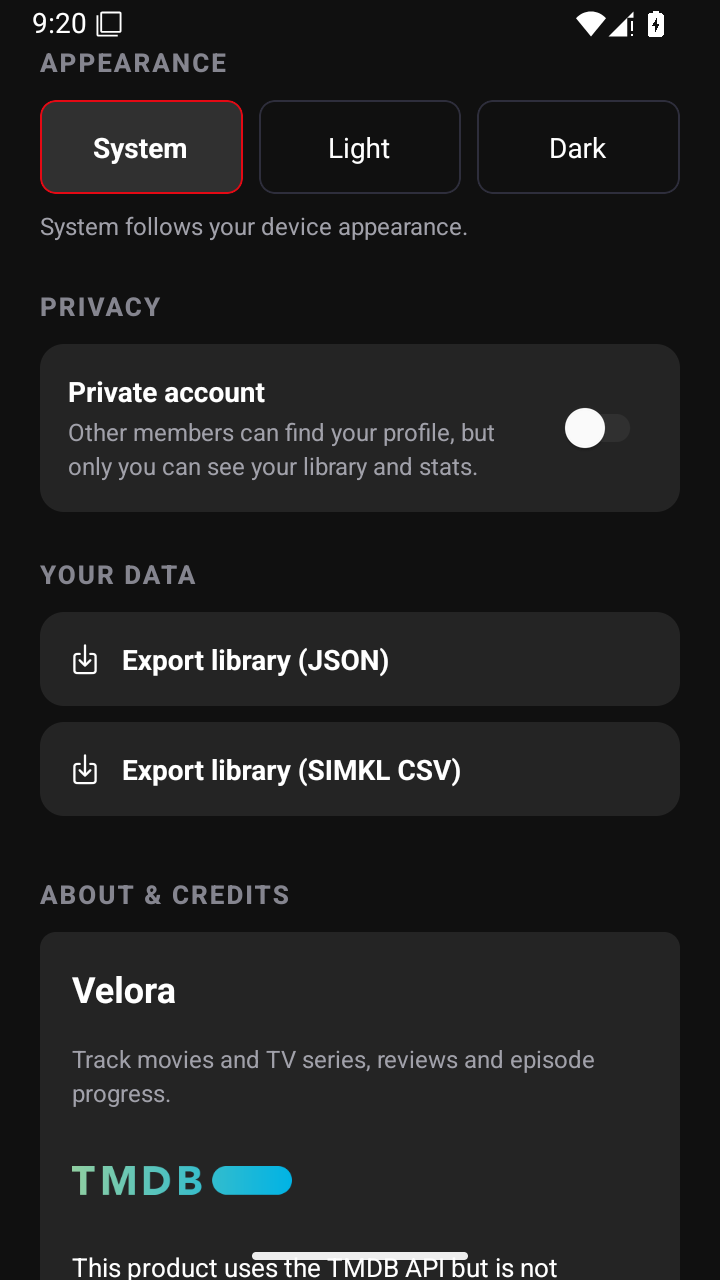 9:20
APPEARANCE
System
Light
Dark
System follows your device appearance.
PRIVACY
Private account
Other members can find your profile, but
only you can see your library and stats.
YOUR DATA
Export library (JSON)
Export library (SIMKL CSV)
ABOUT & CREDITS
Velora
Track movies and TV series, reviews and episode
progress.
TMDB
This product uses the TMDB API but is not